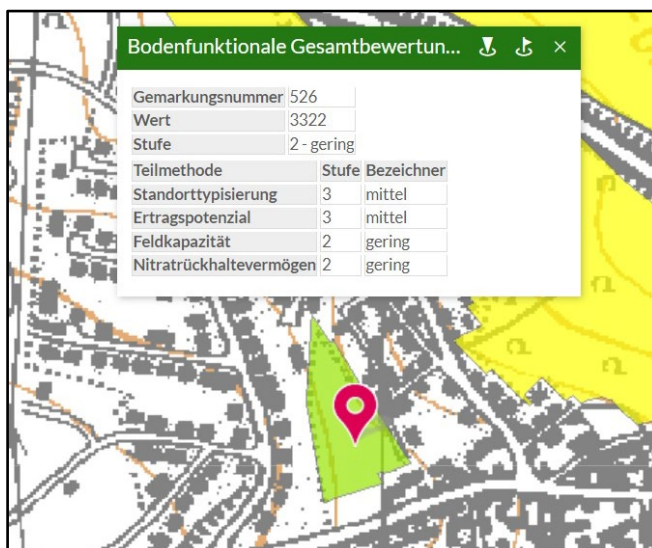 Bodenfunktionale Gesamtbewertun...
Gemarkungsnummer 526
Wert 3322
Stufe 2 - gering
Teilmethode Stufe Bezeichner
Standorttypisierung 3 mittel
Ertragspotenzial 3 mittel
Feldkapazität 2 gering
Nitratrückhaltevermögen 2 gering